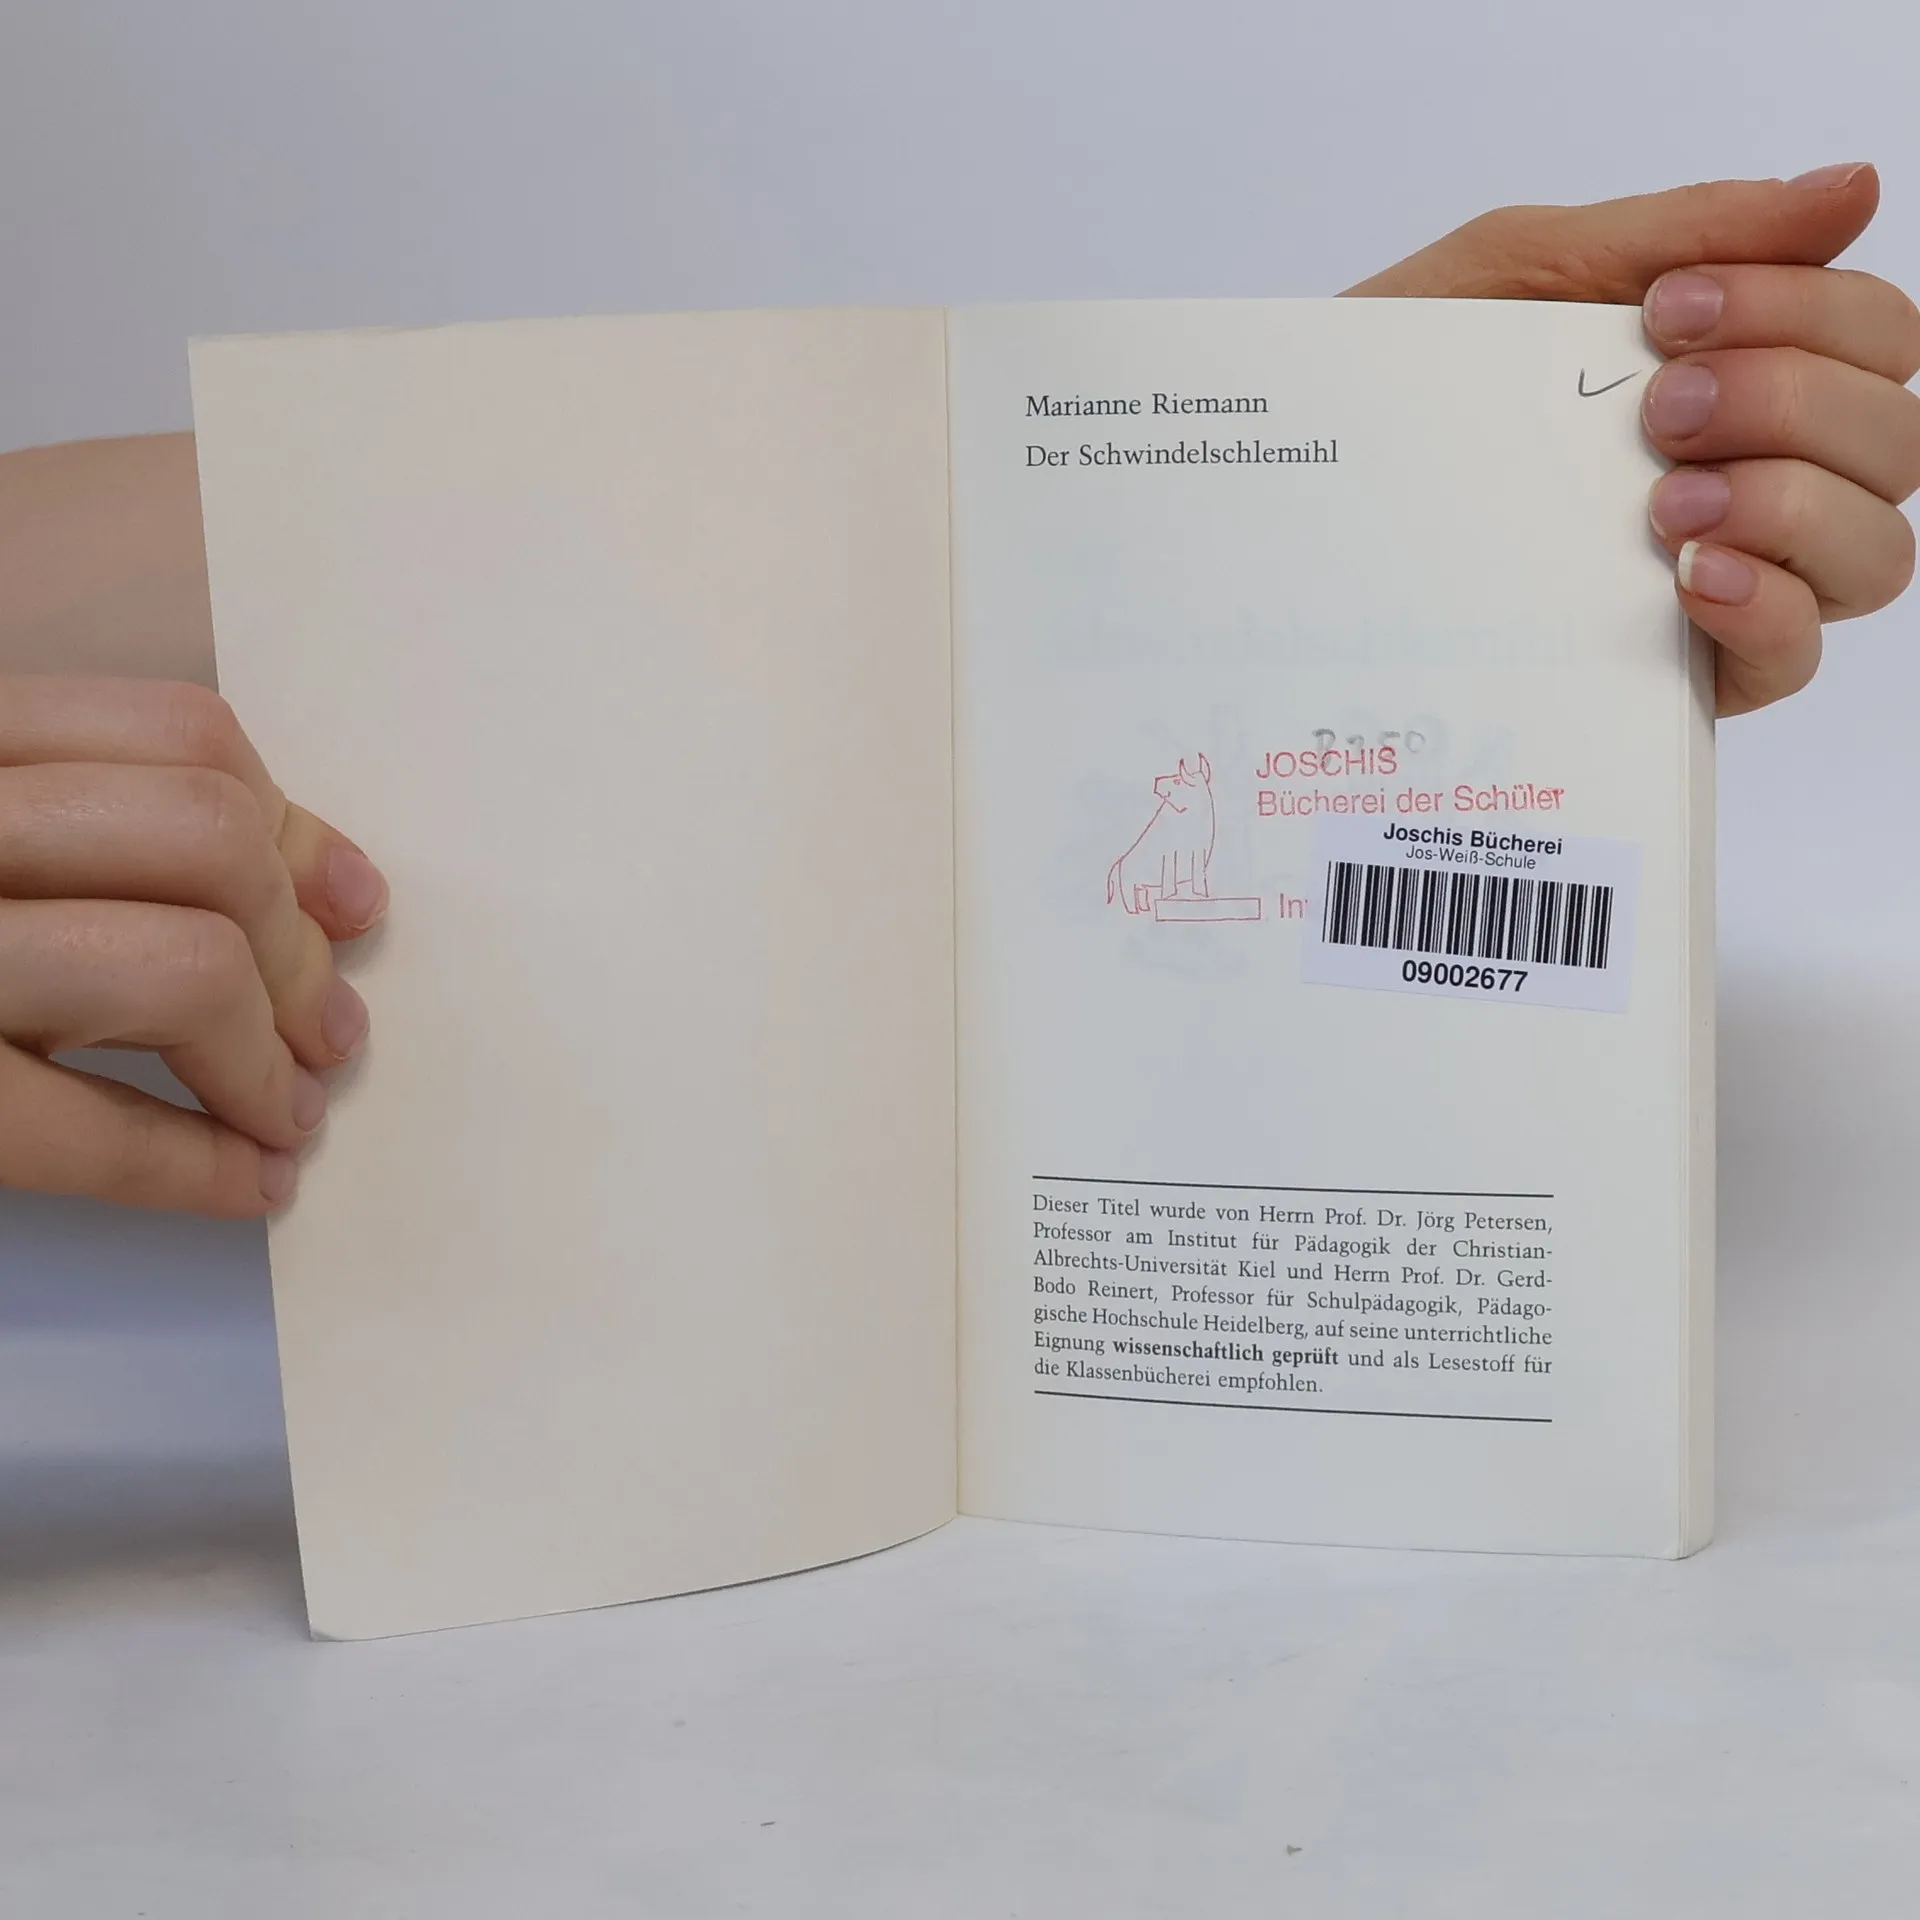 Marianne Riemann
Der Schwindelschlemihl
JOSCHIS
Bücherei der Schüler
Joschis Bücherei
Jos-Weiß-Schule
In
09002677
Dieser Titel wurde von Herrn Prof. Dr. Jörg Petersen,
Professor am Institut für Pädagogik der Christian-
Albrechts-Universität Kiel und Herrn Prof. Dr. Gerd-
Bodo Reinert, Professor für Schulpädagogik, Pädago-
gische Hochschule Heidelberg, auf seine unterrichtliche
Eignung wissenschaftlich geprüft und als Lesestoff für
die Klassenbücherei empfohlen.